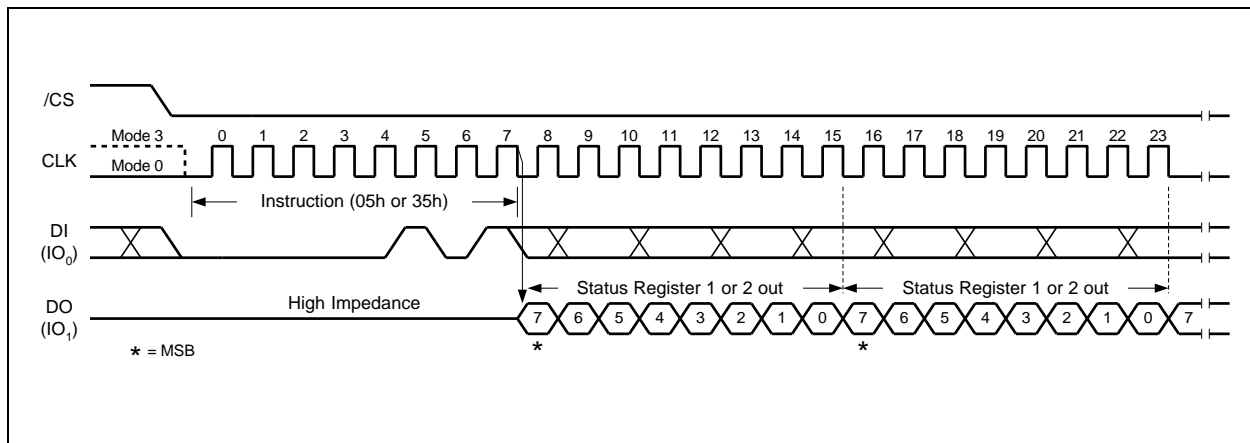 /CS
Mode 3 0 1 2 3 4 5 6 7 8 9 10 11 12 13 14 15 16 17 18 19 20 21 22 23
CLK Mode 0
Instruction (05h or 35h)
DI
(IO0)
Status Register 1 or 2 out Status Register 1 or 2 out
High Impedance
DO 7 6 5 4 3 2 1 0 7 6 5 4 3 2 1 0 7
(IO1)
* *
* = MSB